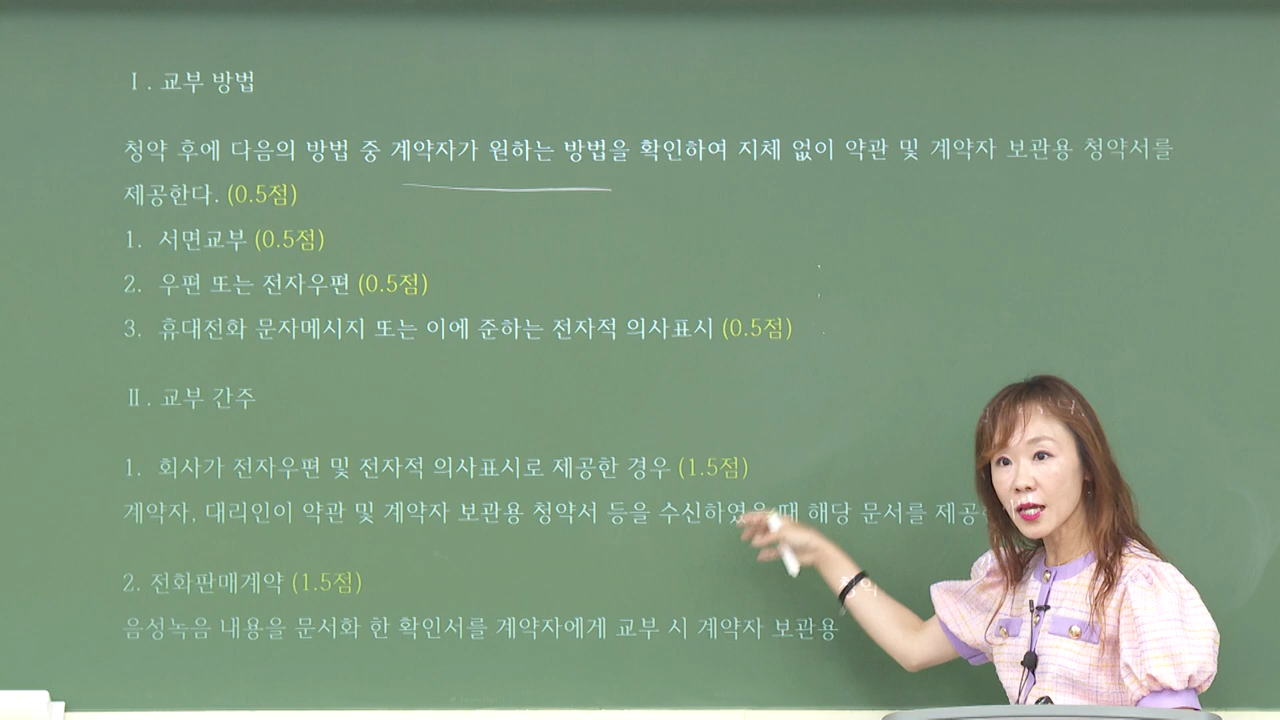 Ⅰ. 교부 방법
청약 후에 다음의 방법 중 계약자가 원하는 방법을 확인하여 지체 없이 약관 및 계약자 보관용 청약서를
제공한다. (0.5점)
1. 서면교부 (0.5점)
2. 우편 또는 전자우편 (0.5점)
3. 휴대전화 문자메시지 또는 이에 준하는 전자적 의사표시 (0.5점)
Ⅱ. 교부 간주
1. 회사가 전자우편 및 전자적 의사표시로 제공한 경우 (1.5점)
계약자, 대리인이 약관 및 계약자 보관용 청약서 등을 수신하였을 때 해당 문서를 제공
2. 전화판매계약 (1.5점)
음성녹음 내용을 문서화 한 확인서를 계약자에게 교부 시 계약자 보관용